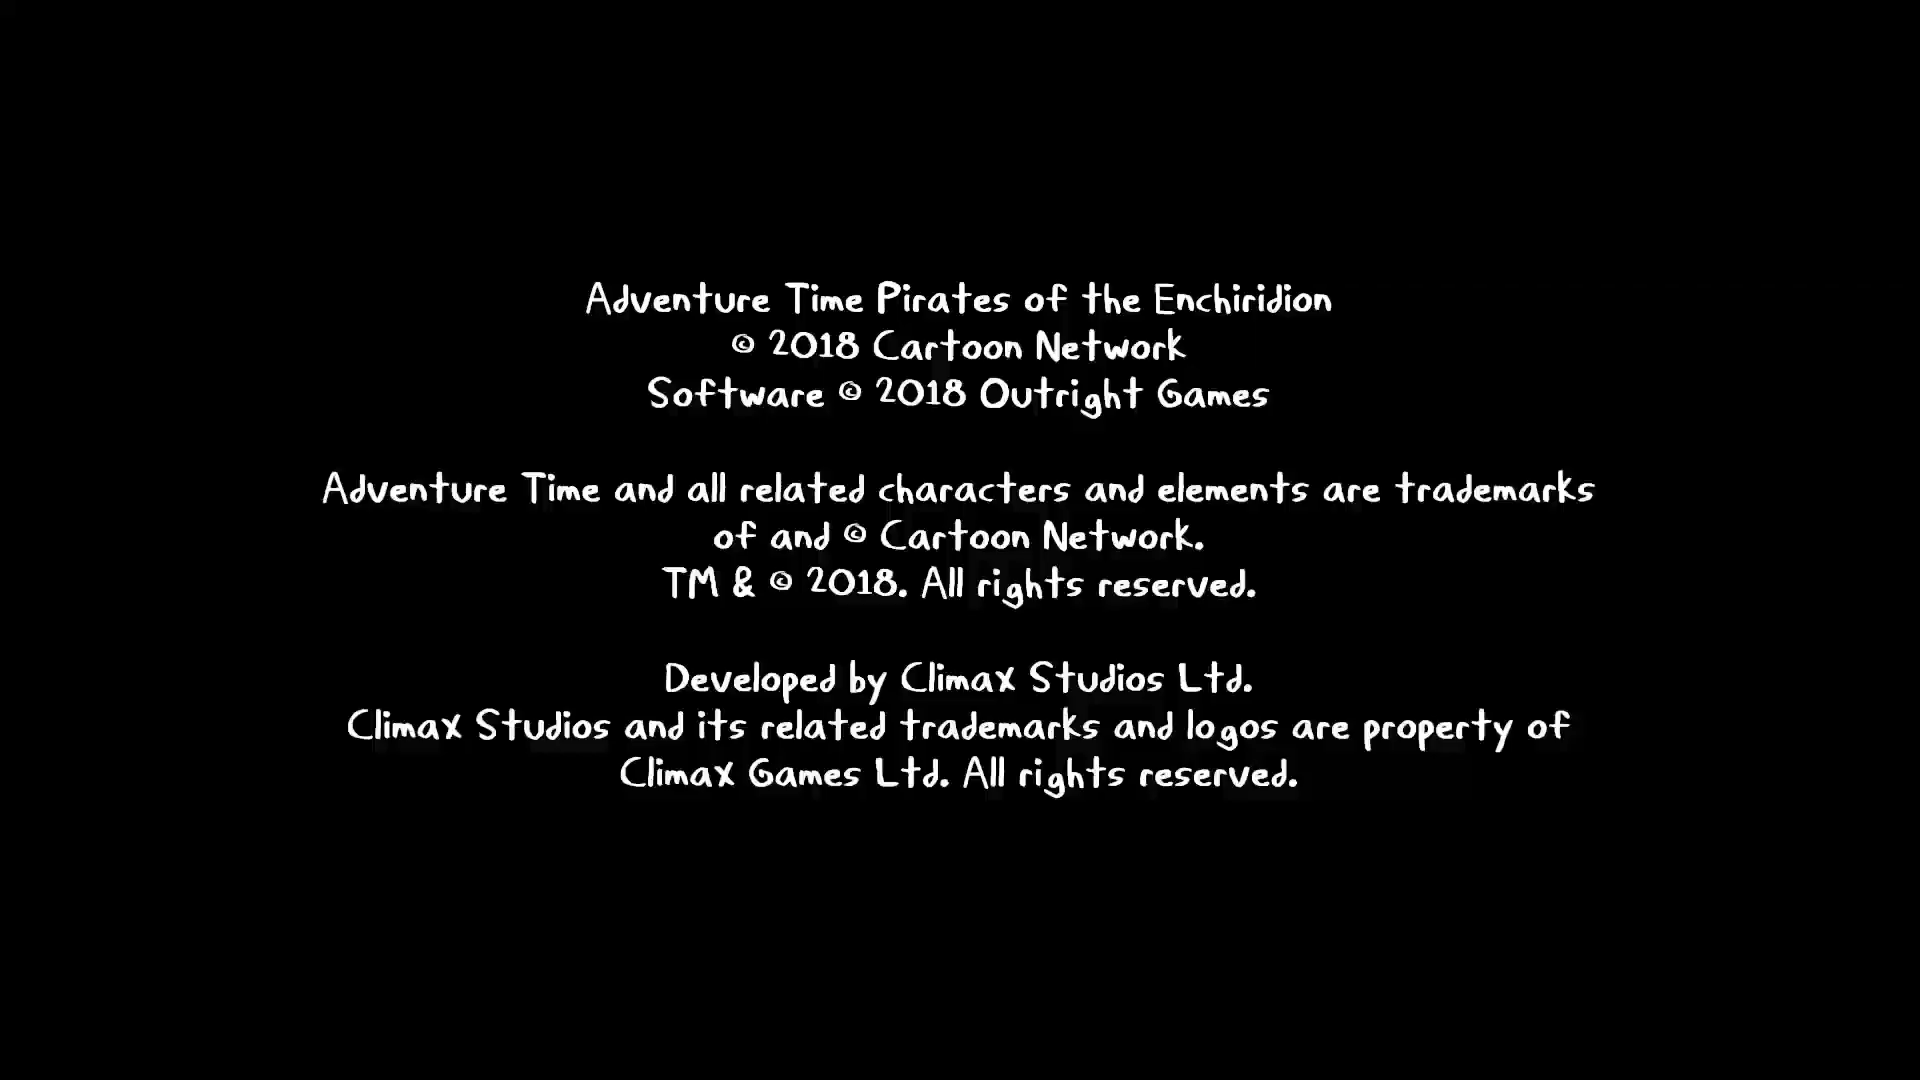 Adventure Time Pirates of the Enchiridion
© 2018 Cartoon Network
Software © 2018 Outright Games
Adventure Time and all related characters and elements are trademarks
of and © Cartoon Network.
TM & © 2018. All rights reserved.
Developed by Climax Studios Ltd.
Climax Studios and its related trademarks and logos are property of
Climax Games Ltd. All rights reserved.